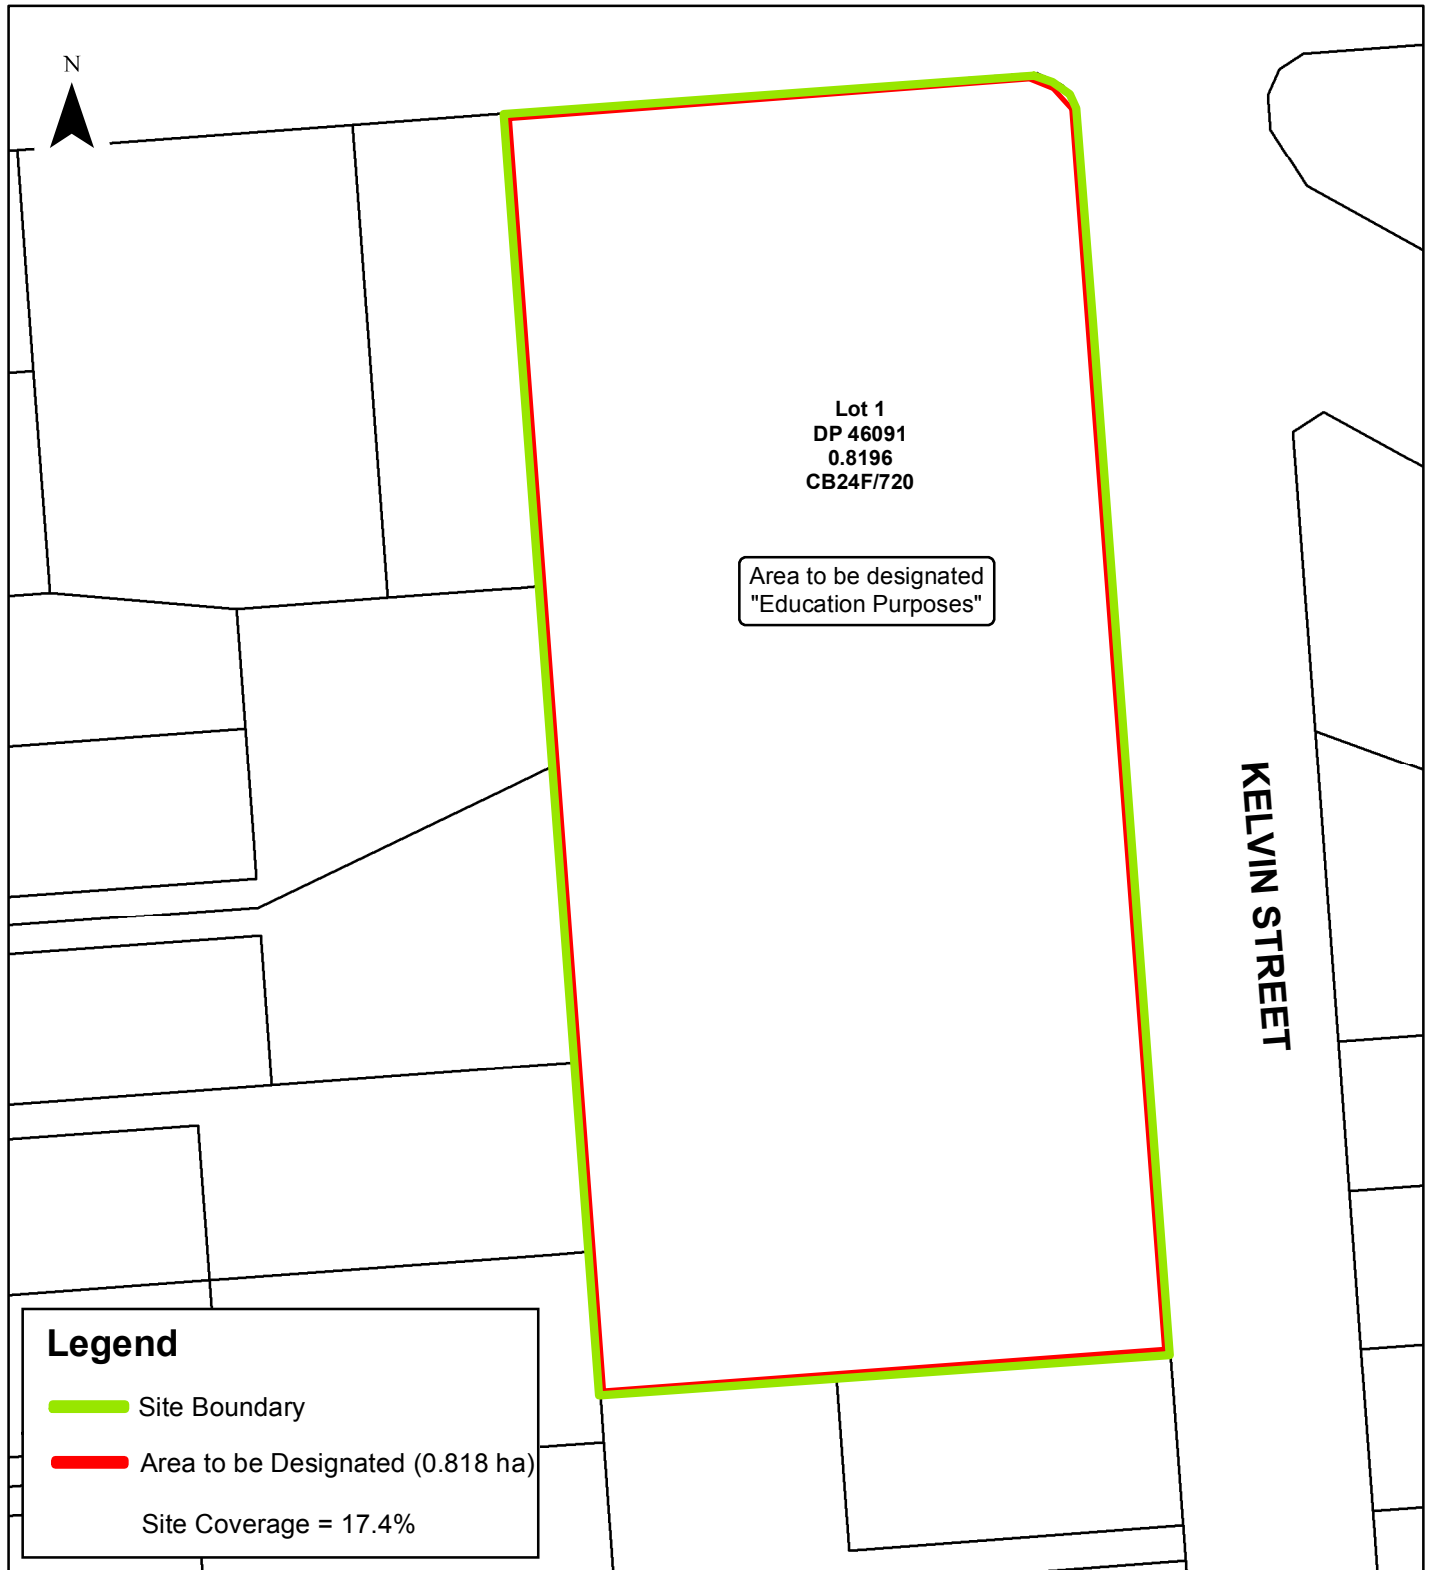 N
Lot 1
DP 46091
0.8196
CB24F/720
Area to be designated
"Education Purposes"
KELVIN STREET
Legend
Site Boundary
Area to be Designated (0.818 ha)
Site Coverage = 17.4%